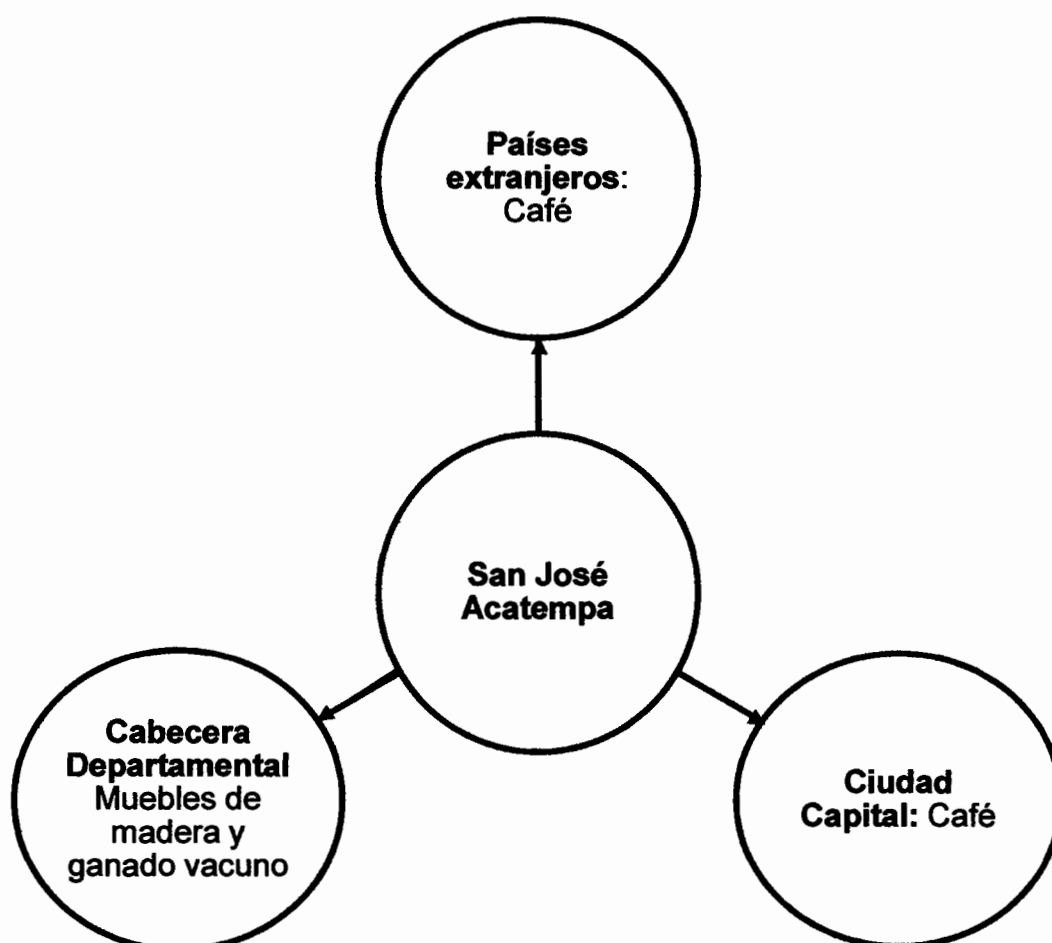 Países
extranjeros:
Café
San José
Acatempa
Cabecera
Departamental
Muebles de
madera y
ganado vacuno
Ciudad
Capital: Café